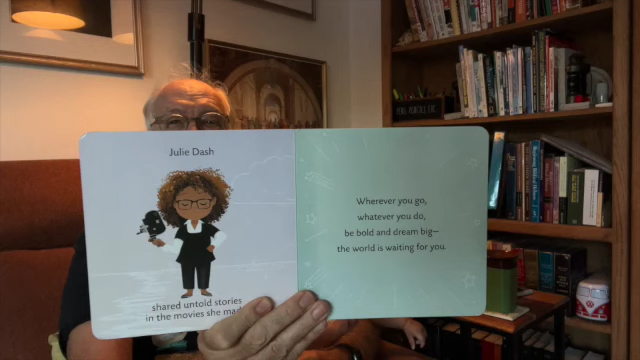 Julie Dash
shared untold stories
in the movies she
Wherever you go,
whatever you do,
be bold and dream big—
the world is waiting for you.